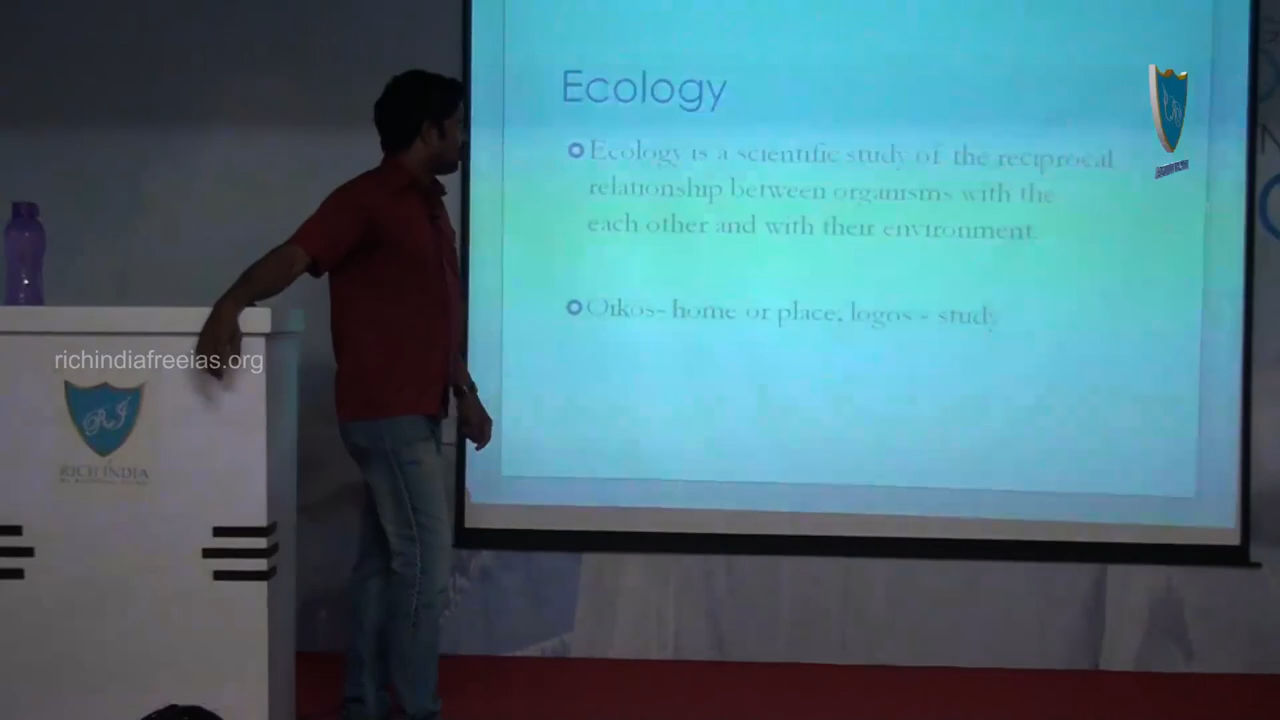 Ecology
Ecology is a scientific study of the reciprocal
relationship between organisms with the
each other and with their environment.
Oikos- home or place, logos - study
richindiafreeias.org
RICH INDIA